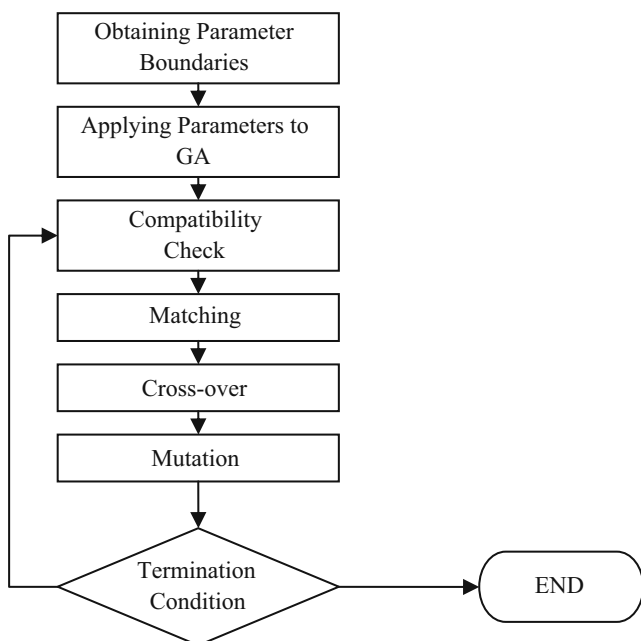 Obtaining Parameter
Boundaries
Applying Parameters to
GA
Compatibility
Check
Matching
Cross-over
Mutation
Termination
Condition
END